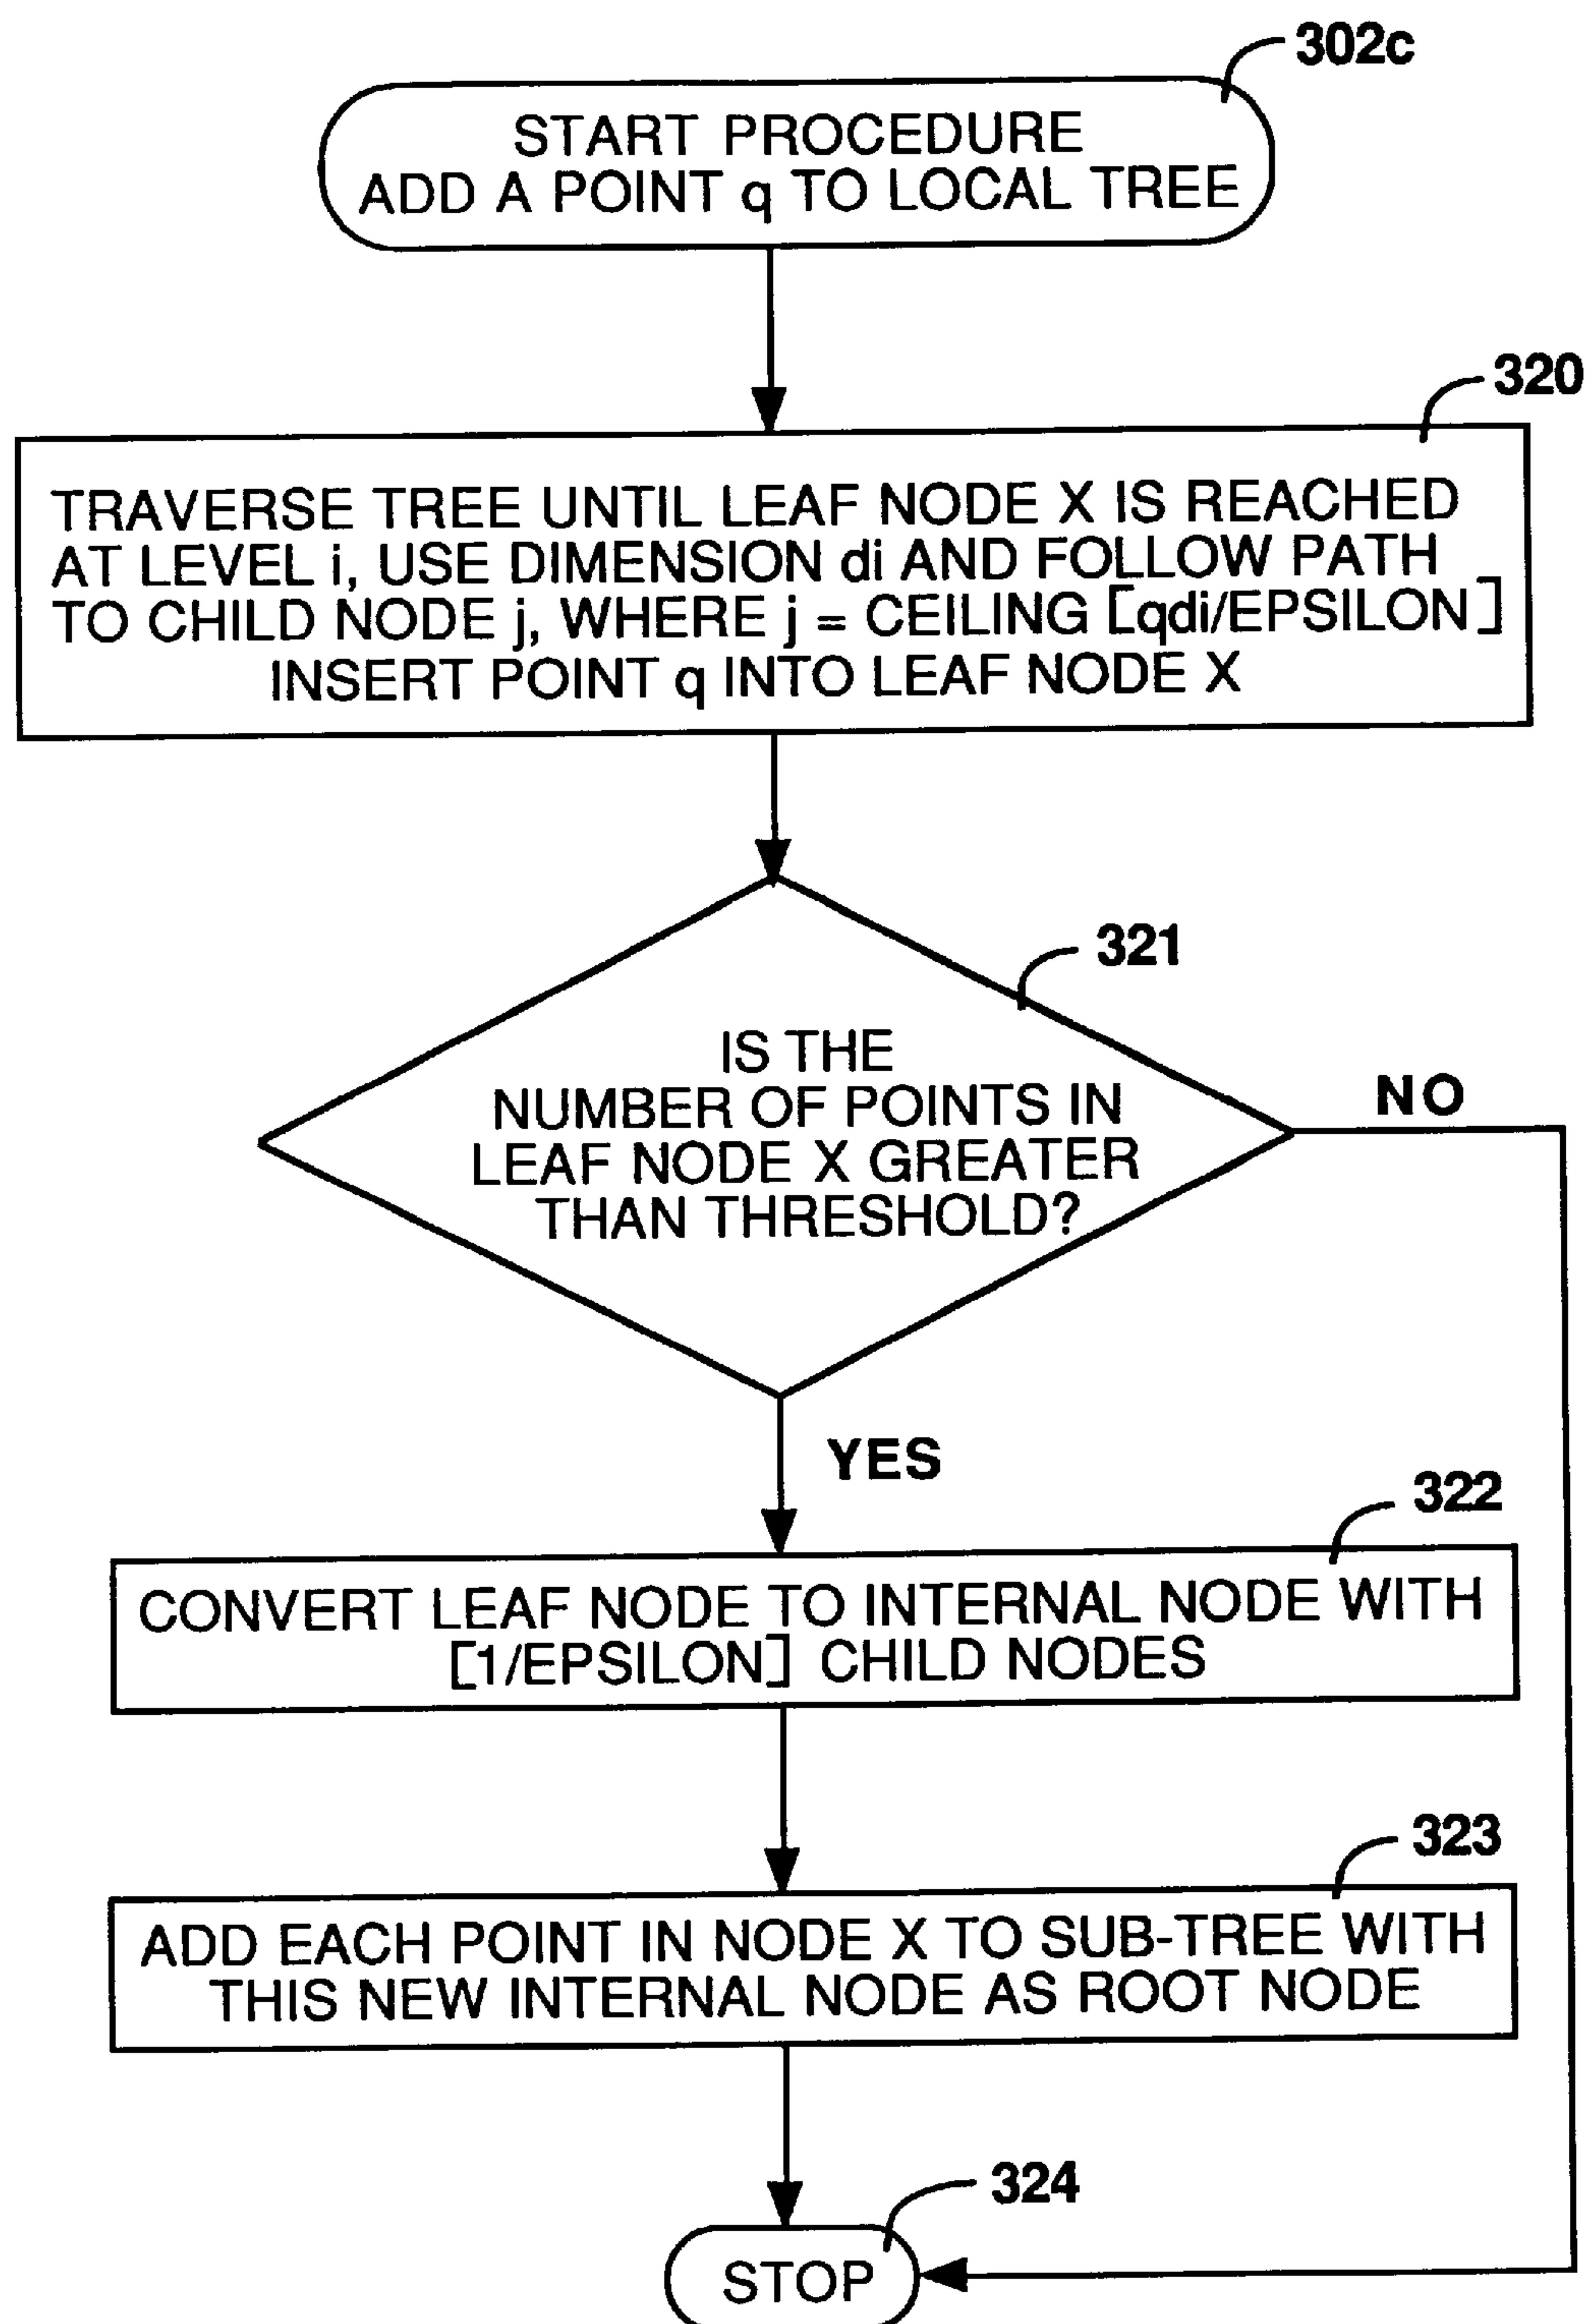 302c
START PROCEDURE
ADD A POINT q TO LOCAL TREE
320
TRAVERSE TREE UNTIL LEAF NODE X IS REACHED
AT LEVEL i, USE DIMENSION di AND FOLLOW PATH
TO CHILD NODE j, WHERE j = CEILING [qdi/EPSILON]
INSERT POINT q INTO LEAF NODE X
321
IS THE
NUMBER OF POINTS IN
LEAF NODE X GREATER
THAN THRESHOLD?
NO
YES
322
CONVERT LEAF NODE TO INTERNAL NODE WITH
[1/EPSILON] CHILD NODES
323
ADD EACH POINT IN NODE X TO SUB-TREE WITH
THIS NEW INTERNAL NODE AS ROOT NODE
324
STOP